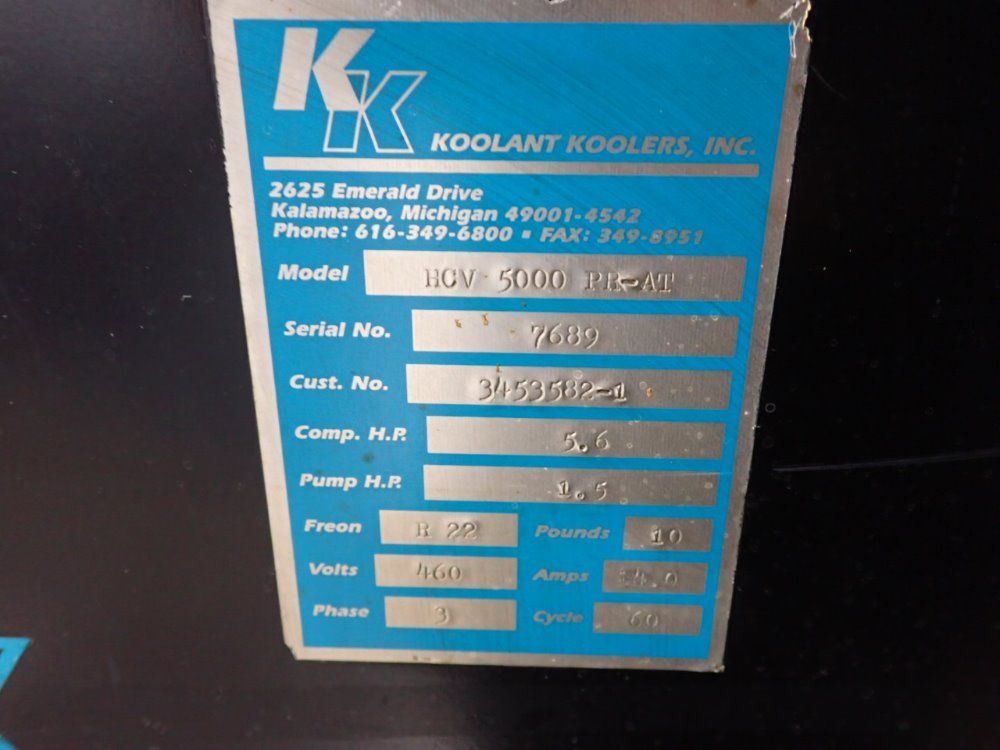 KK
KOOLANT KOOLERS, INC.
2625 Emerald Drive
Kalamazoo, Michigan 49001-4542
Phone: 616-349-6800 ▪ FAX: 349-8951
Model HCV 5000 PR-AT
Serial No. 7689
Cust. No. 3453582-1
Comp. H.P. 5.6
Pump H.P. 1.5
Freon R 22 Pounds 10
Volts 460 Amps
Phase 3 Cycle 60